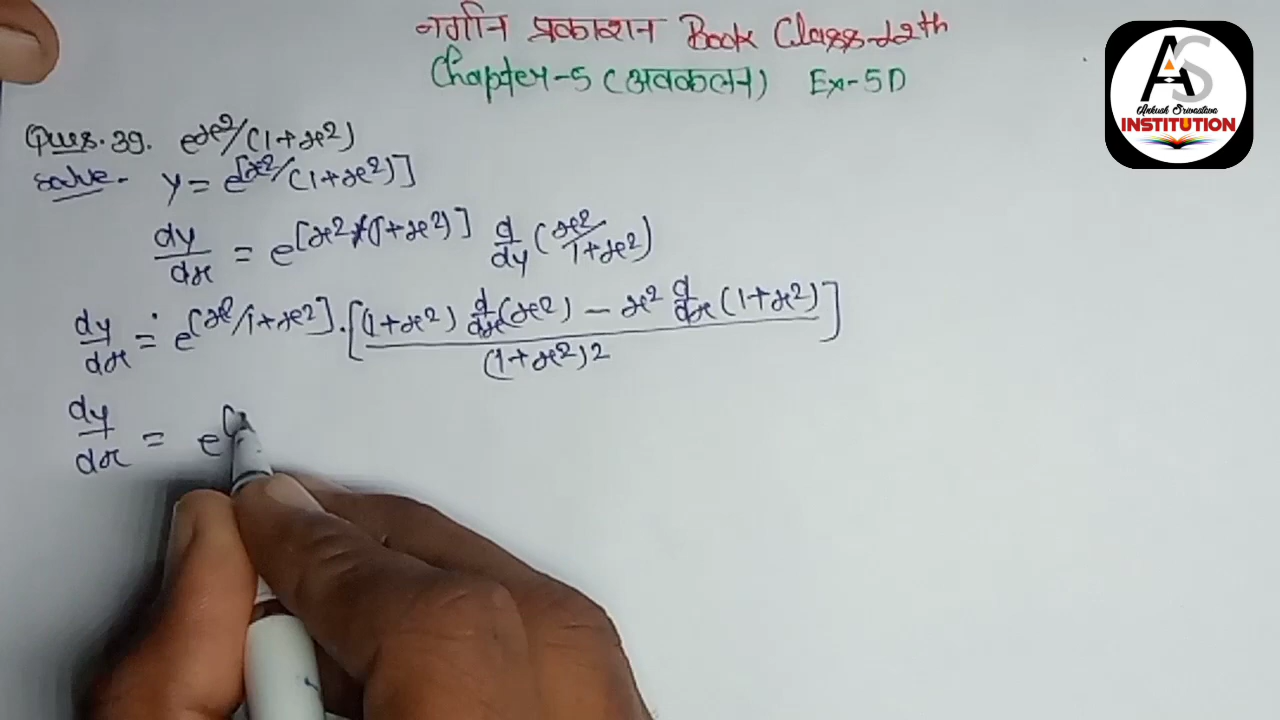 नगीन प्रकाशन Book Class-12th
Chapter-5 (अवकलन) Ex-5D
AS
Ankush Srivastava
INSTITUTION
Ques.39. e^x²/(1+x²)
Solve- y = e^[x²/(1+x²)]
dy/dx = e^[x²/(1+x²)] d/dy (x²/1+x²)
dy/dx = e^[x²/1+x²] . [(1+x²) d/dx (x²) - x² d/dx (1+x²) / (1+x²)2]
dy/dx = e^[